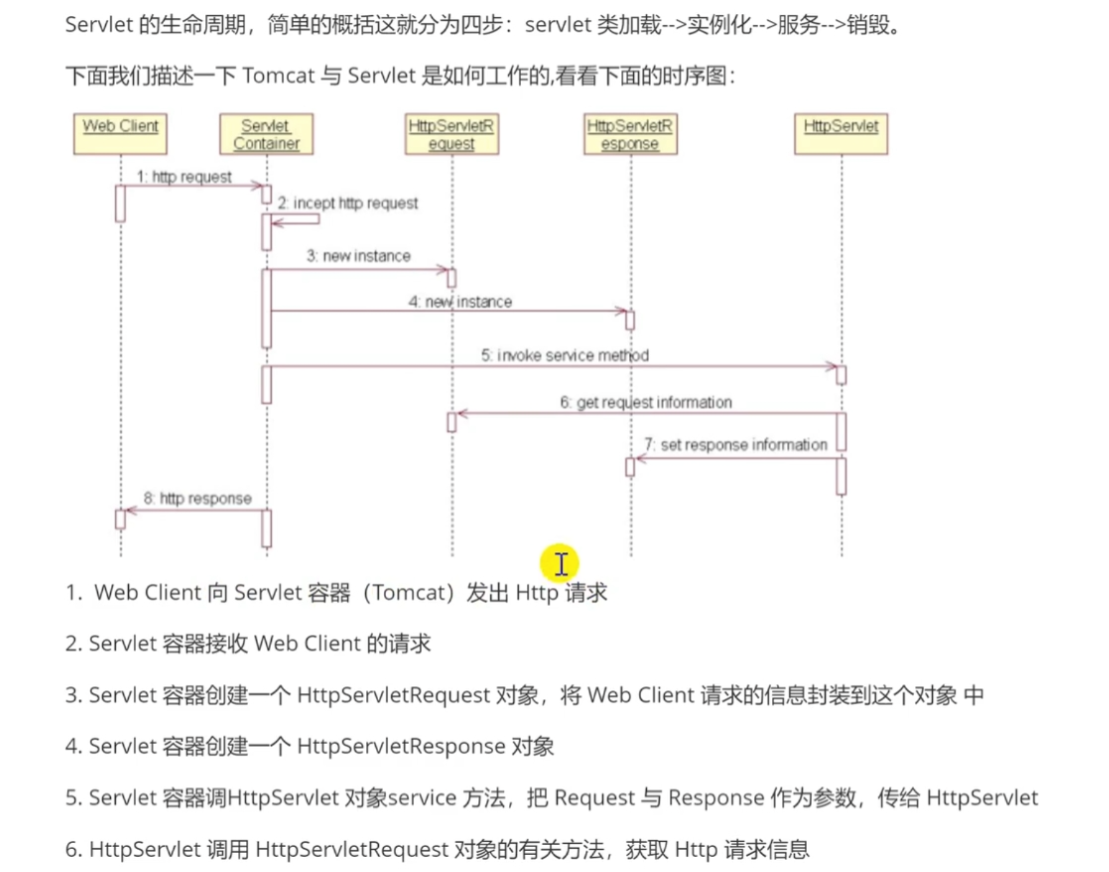 Servlet 的生命周期，简单的概括这就分为四步：servlet 类加载-->实例化-->服务-->销毁。
下面我们描述一下 Tomcat 与 Servlet 是如何工作的,看看下面的时序图：
Web Client
Servlet
Container
HttpServletR
equest
HttpServletR
esponse
HttpServlet
1: http request
2: incept http request
3: new instance
4: new instance
5: invoke service method
6: get request information
7: set response information
8: http response
1. Web Client 向 Servlet 容器（Tomcat）发出 Http 请求
2. Servlet 容器接收 Web Client 的请求
3. Servlet 容器创建一个 HttpServletRequest 对象，将 Web Client 请求的信息封装到这个对象 中
4. Servlet 容器创建一个 HttpServletResponse 对象
5. Servlet 容器调HttpServlet 对象service 方法，把 Request 与 Response 作为参数，传给 HttpServlet
6. HttpServlet 调用 HttpServletRequest 对象的有关方法，获取 Http 请求信息